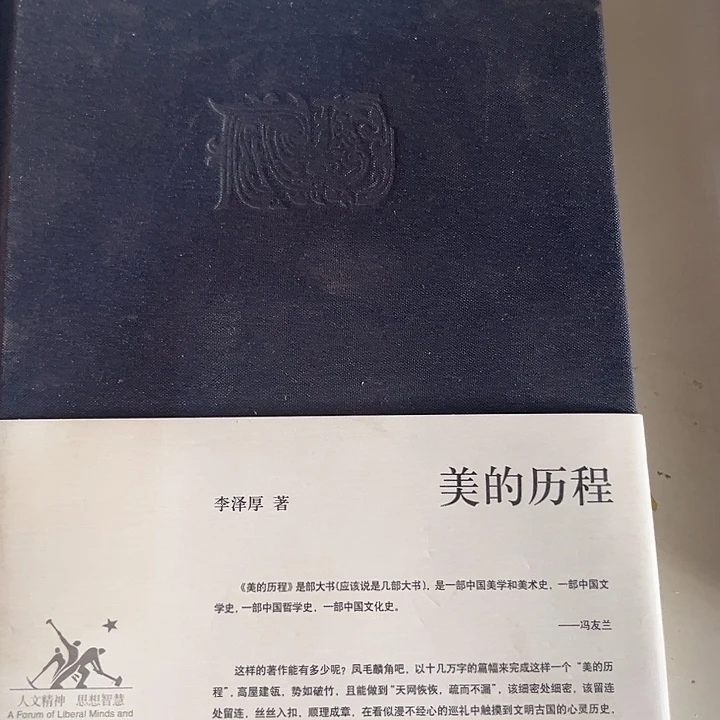 李泽厚 著
美的历程
《美的历程》是部大书(应该说是几部大书)，是一部中国美学和美术史，一部中国文
学史，一部中国哲学史，一部中国文化史。
——冯友兰
这样的著作能有多少呢？凤毛麟角吧，以十几万字的篇幅来完成这样一个“美的历
程”，高屋建瓴，势如破竹，且能做到“天网恢恢，疏而不漏”，该细密处细密，该留连
处留连，丝丝入扣，顺理成章，在看似漫不经心的巡礼中触摸到文明古国的心灵历史，
人文精神 思想智慧
A Forum of Liberal Minds and